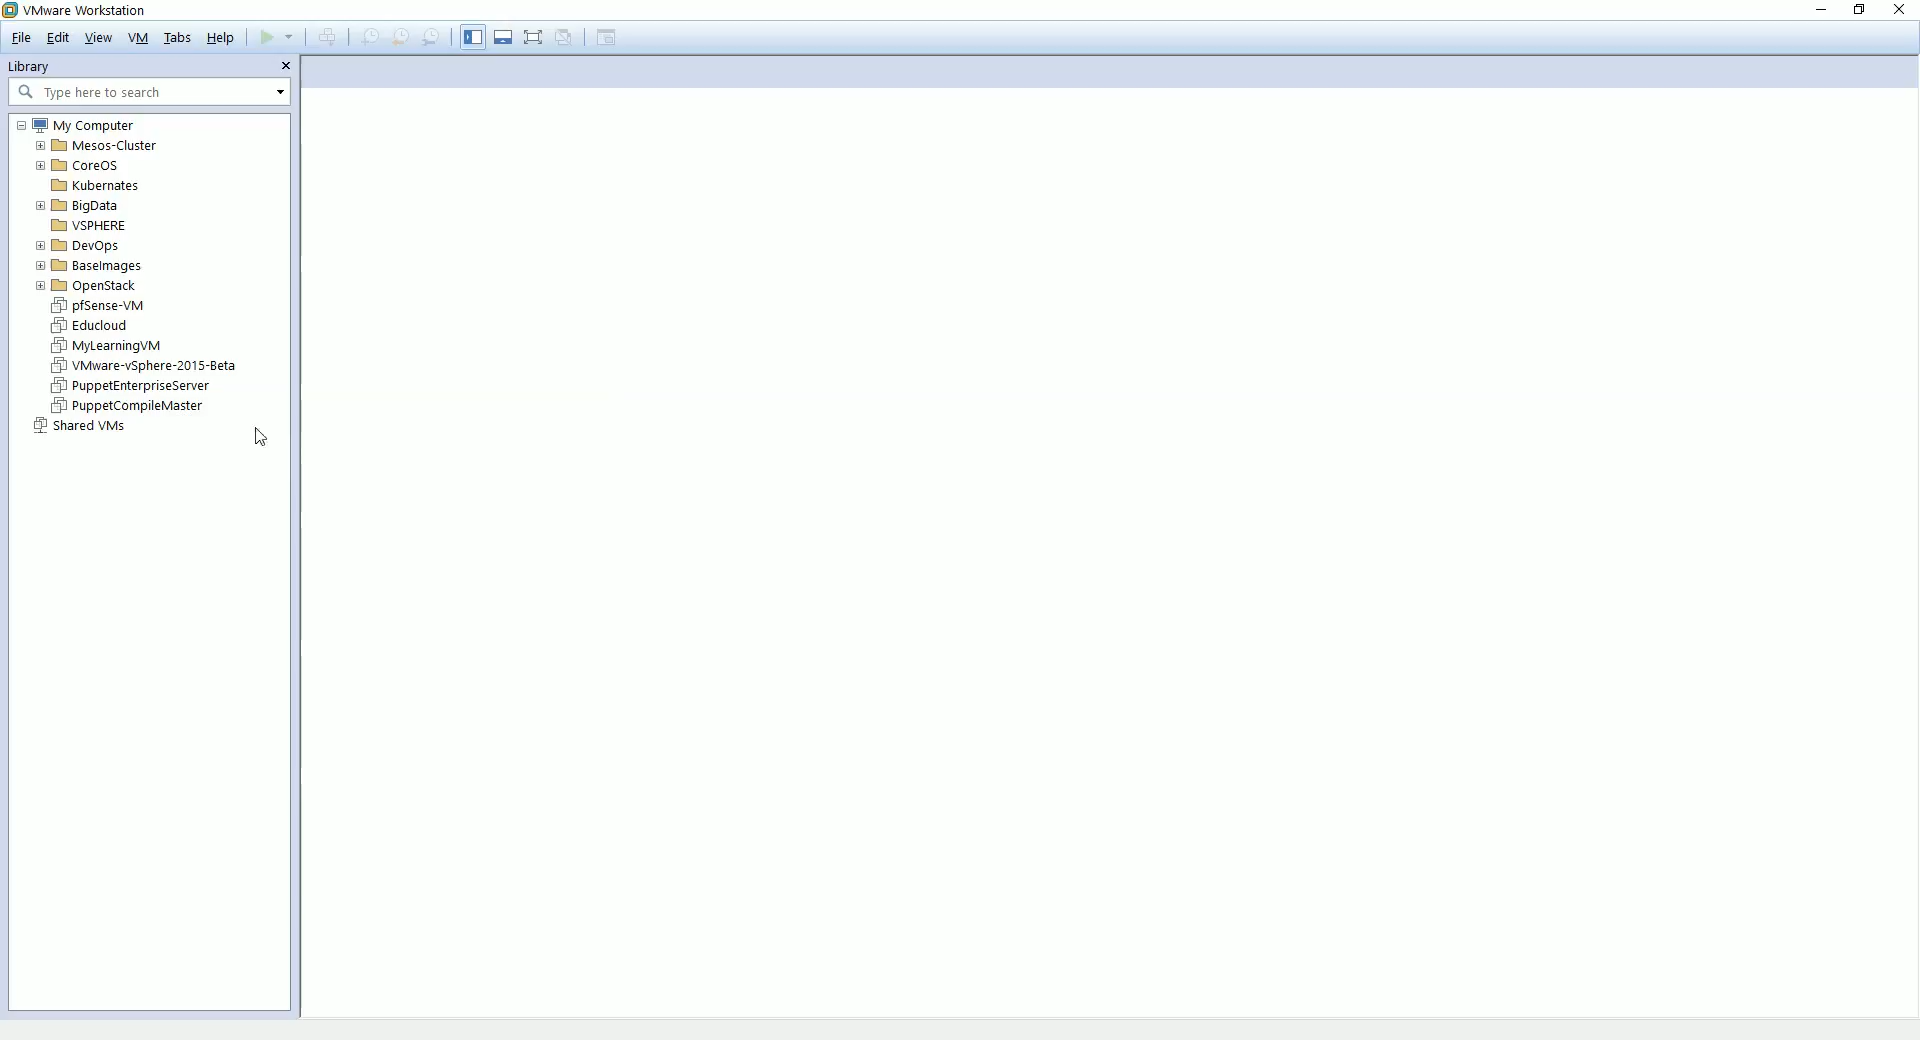 VMware Workstation
File Edit View VM Tabs Help
Library
Type here to search
My Computer
Mesos-Cluster
CoreOS
Kubernates
BigData
VSPHERE
DevOps
BaseImages
OpenStack
pfSense-VM
Educloud
MyLearningVM
VMware-vSphere-2015-Beta
PuppetEnterpriseServer
PuppetCompileMaster
Shared VMs